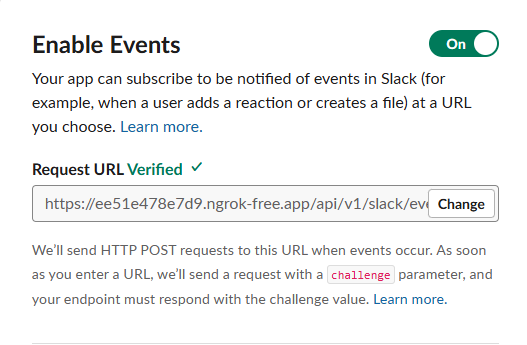 Enable Events
On
Your app can subscribe to be notified of events in Slack (for
example, when a user adds a reaction or creates a file) at a URL
you choose. Learn more.
Request URL Verified ✓
https://ee51e478e7d9.ngrok-free.app/api/v1/slack/eve
Change
We'll send HTTP POST requests to this URL when events occur. As soon
as you enter a URL, we'll send a request with a challenge parameter, and
your endpoint must respond with the challenge value. Learn more.